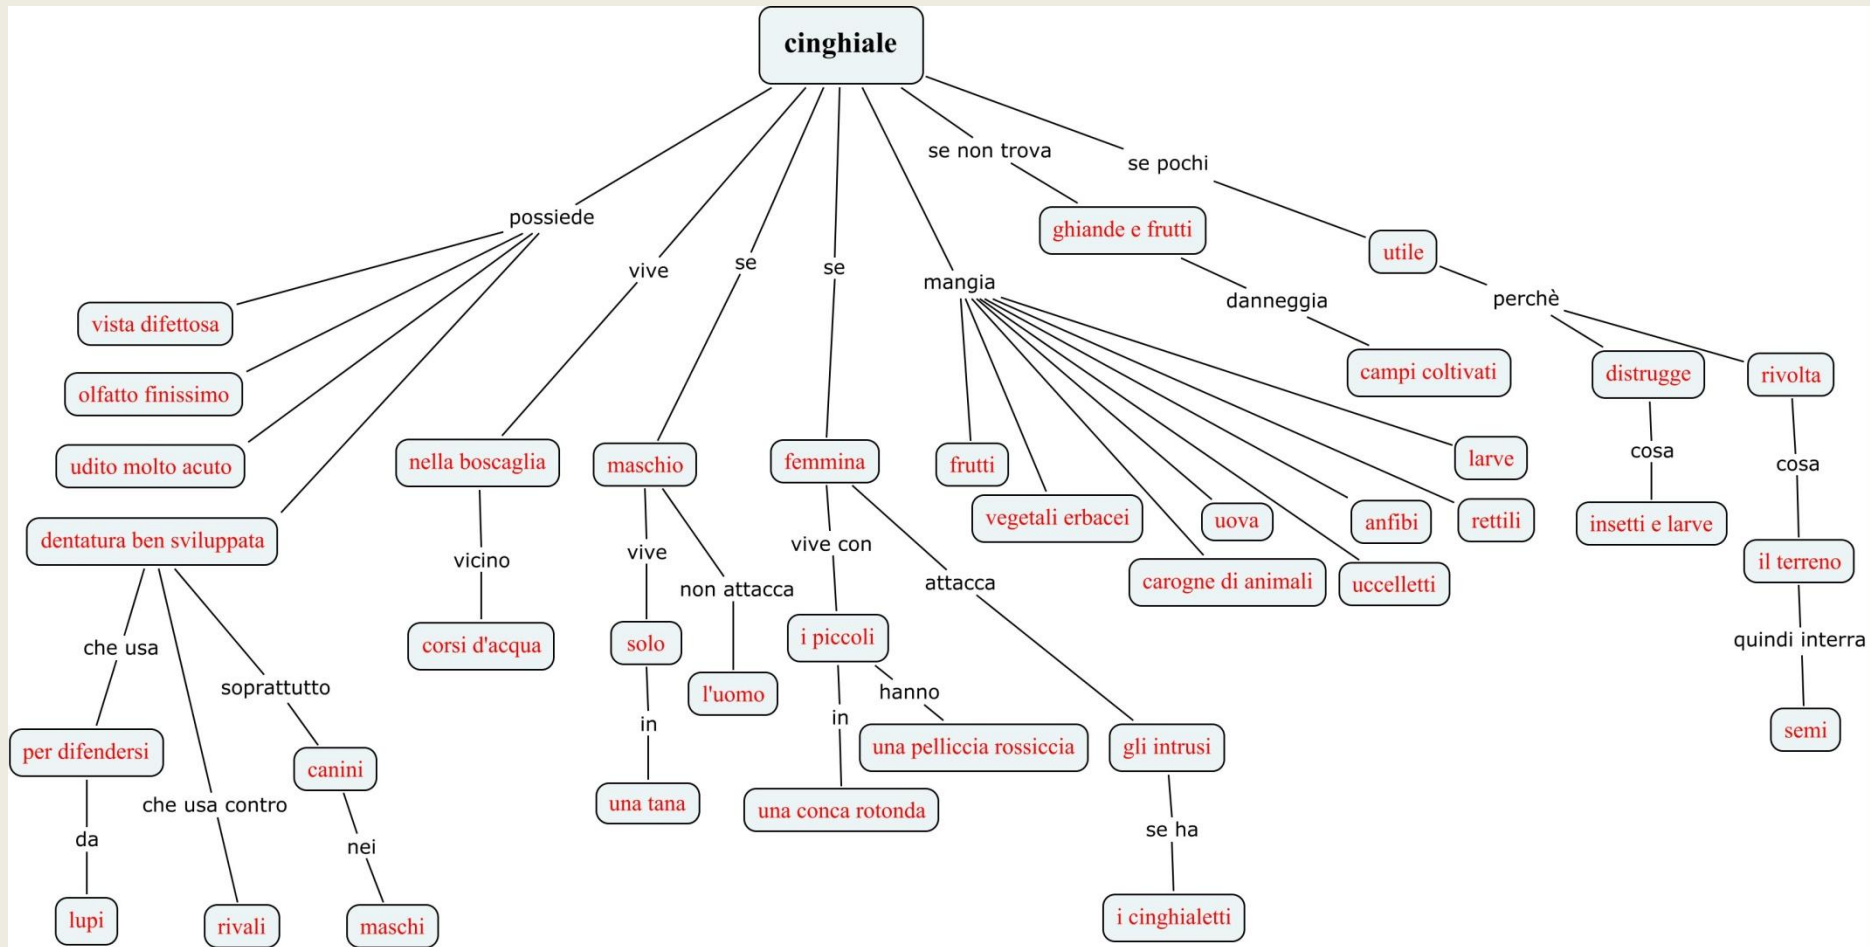 cinghiale
possiede
vista difettosa
olfatto finissimo
udito molto acuto
dentatura ben sviluppata
che usa
per difendersi
da
lupi
che usa contro
rivali
soprattutto
canini
nei
maschi
vive
nella boscaglia
vicino
corsi d'acqua
se
maschio
vive
solo
in
una tana
non attacca
l'uomo
se
femmina
vive con
i piccoli
in
una conca rotonda
hanno
una pelliccia rossiccia
attacca
gli intrusi
se ha
i cinghialetti
mangia
frutti
vegetali erbacei
carogne di animali
uova
uccelletti
anfibi
rettili
larve
se non trova
ghiande e frutti
danneggia
campi coltivati
se pochi
utile
perchè
distrugge
cosa
insetti e larve
rivolta
cosa
il terreno
quindi interra
semi